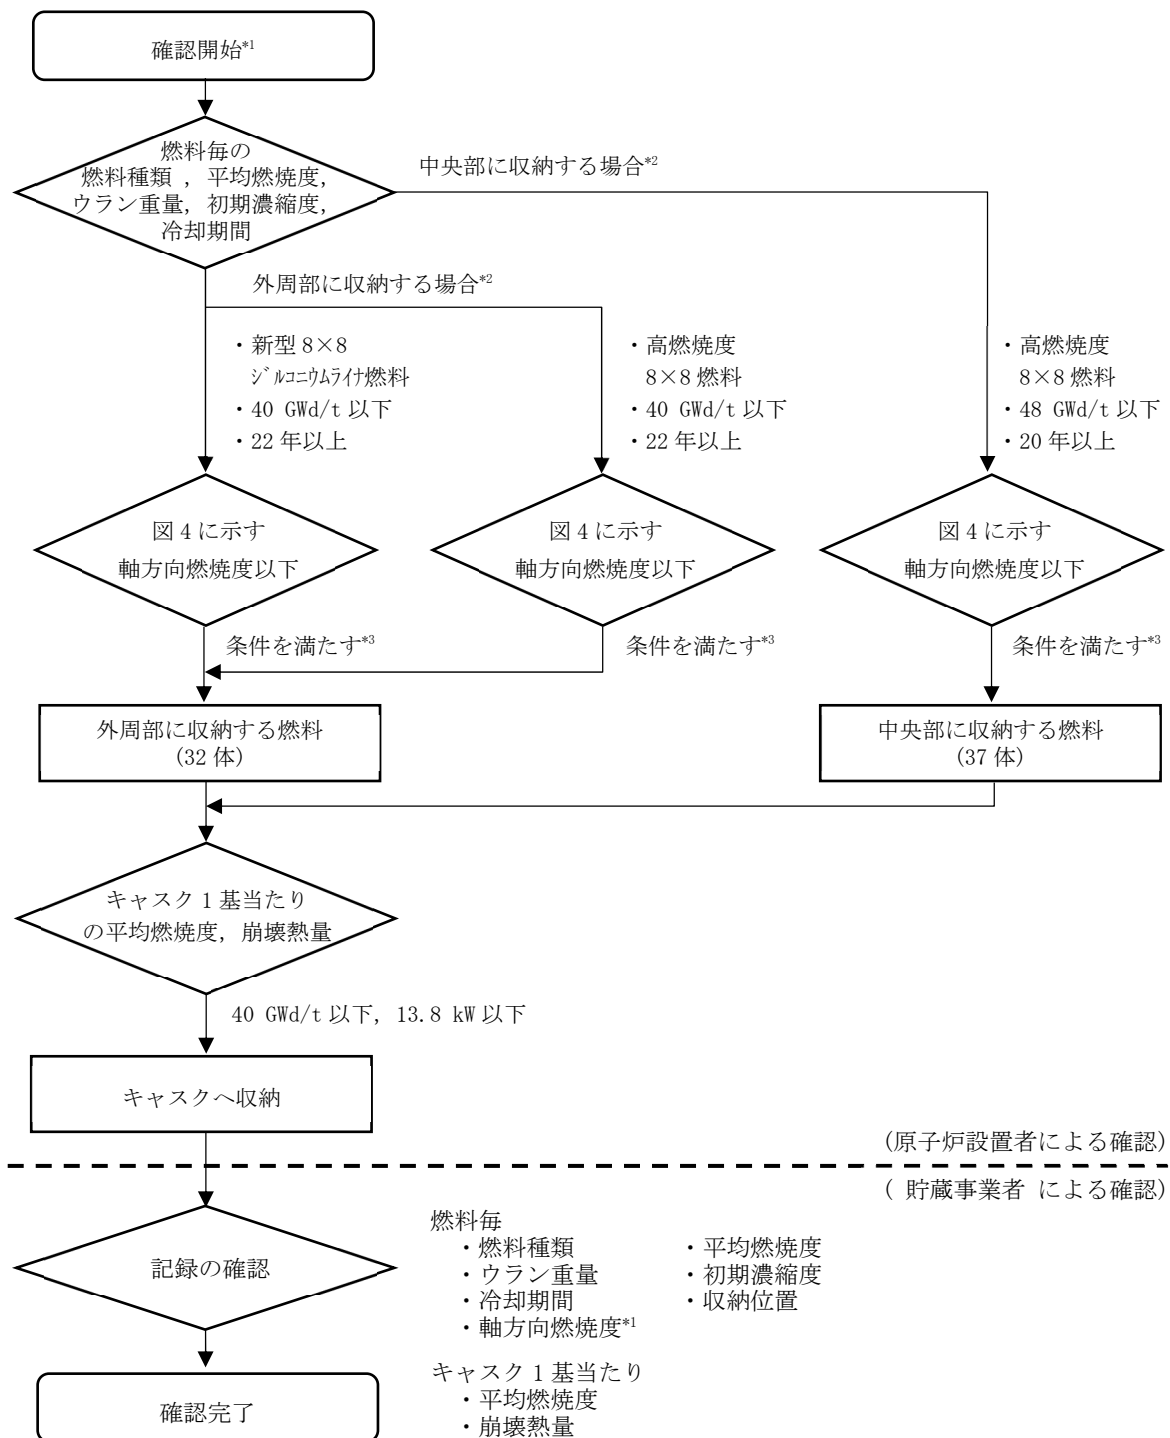 確認開始*1
燃料毎の
燃料種類 , 平均燃焼度,
ウラン重量, 初期濃縮度,
冷却期間
中央部に収納する場合*2
外周部に収納する場合*2
・新型 8×8
ジルコニウムライナ燃料
・40 GWd/t 以下
・22 年以上
・高燃焼度
8×8 燃料
・40 GWd/t 以下
・22 年以上
・高燃焼度
8×8 燃料
・48 GWd/t 以下
・20 年以上
図 4 に示す
軸方向燃焼度以下
図 4 に示す
軸方向燃焼度以下
図 4 に示す
軸方向燃焼度以下
条件を満たす*3
条件を満たす*3
条件を満たす*3
外周部に収納する燃料
(32 体)
中央部に収納する燃料
(37 体)
キャスク 1 基当たり
の平均燃焼度, 崩壊熱量
40 GWd/t 以下, 13.8 kW 以下
キャスクへ収納
(原子炉設置者による確認)
( 貯蔵事業者 による確認)
記録の確認
燃料毎
・燃料種類 ・平均燃焼度
・ウラン重量 ・初期濃縮度
・冷却期間 ・収納位置
・軸方向燃焼度*1
キャスク 1 基当たり
・平均燃焼度
・崩壊熱量
確認完了